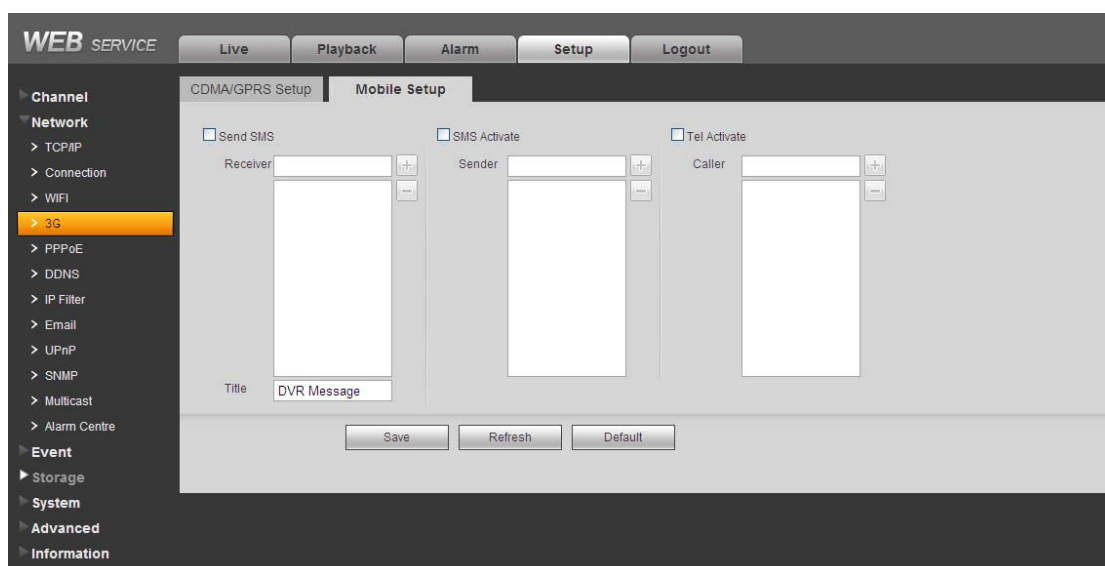 WEB SERVICE
Live Playback Alarm Setup Logout
Channel
Network
> TCP/IP
> Connection
> WIFI
> 3G
> PPPoE
> DDNS
> IP Filter
> Email
> UPnP
> SNMP
> Multicast
> Alarm Centre
Event
Storage
System
Advanced
Information
CDMA/GPRS Setup Mobile Setup
Send SMS SMS Activate Tel Activate
Receiver Sender Caller
Title DVR Message
Save Refresh Default